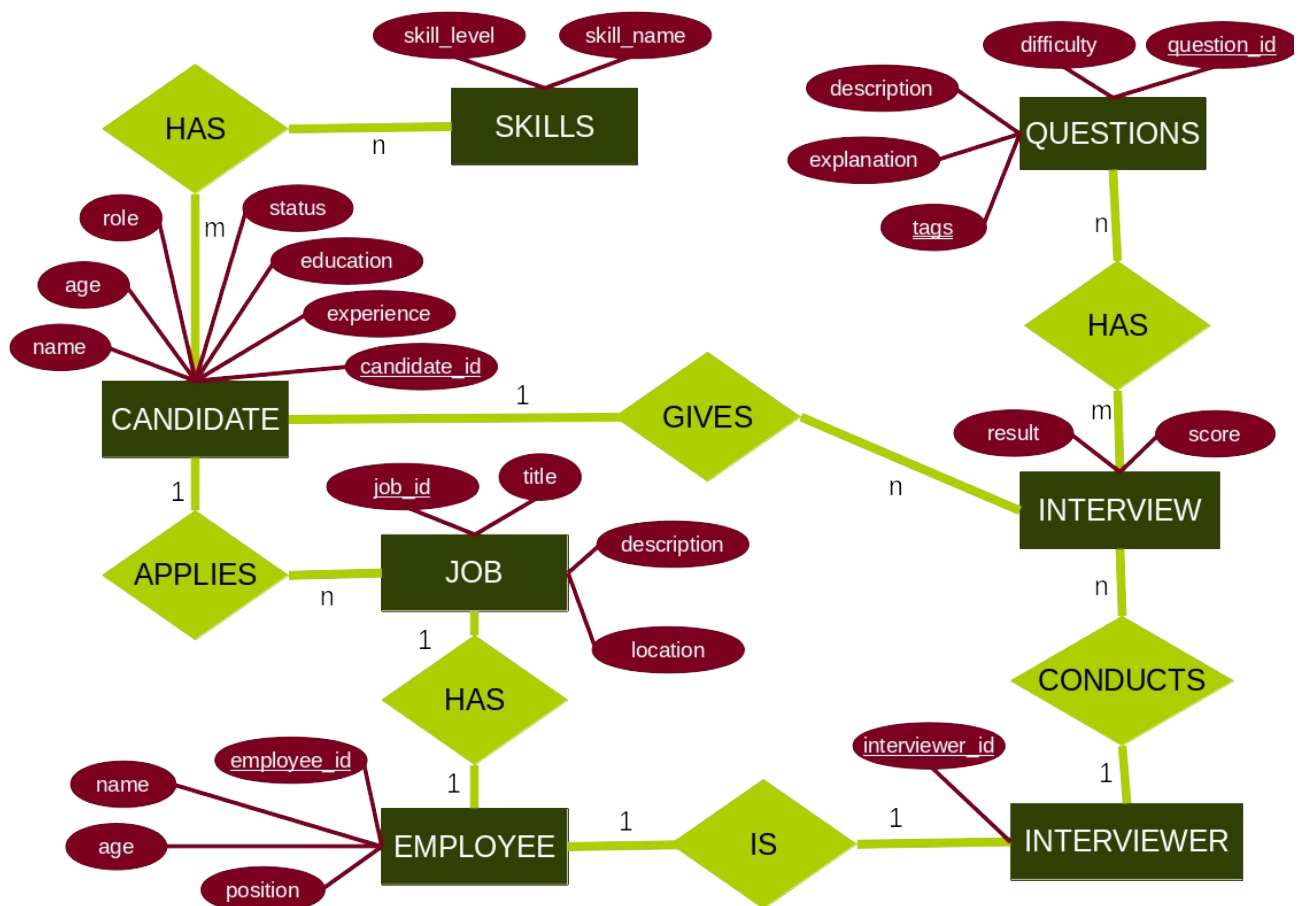 skill_level
skill_name
difficulty
question_id
HAS
SKILLS
description
QUESTIONS
n
explanation
role
status
m
tags
n
age
education
name
experience
candidate_id
HAS
CANDIDATE
1
GIVES
m
result
score
1
job_id
title
n
INTERVIEW
APPLIES
n
JOB
description
n
1
location
HAS
CONDUCTS
employee_id
interviewer_id
name
1
1
1
1
age
EMPLOYEE
IS
INTERVIEWER
position